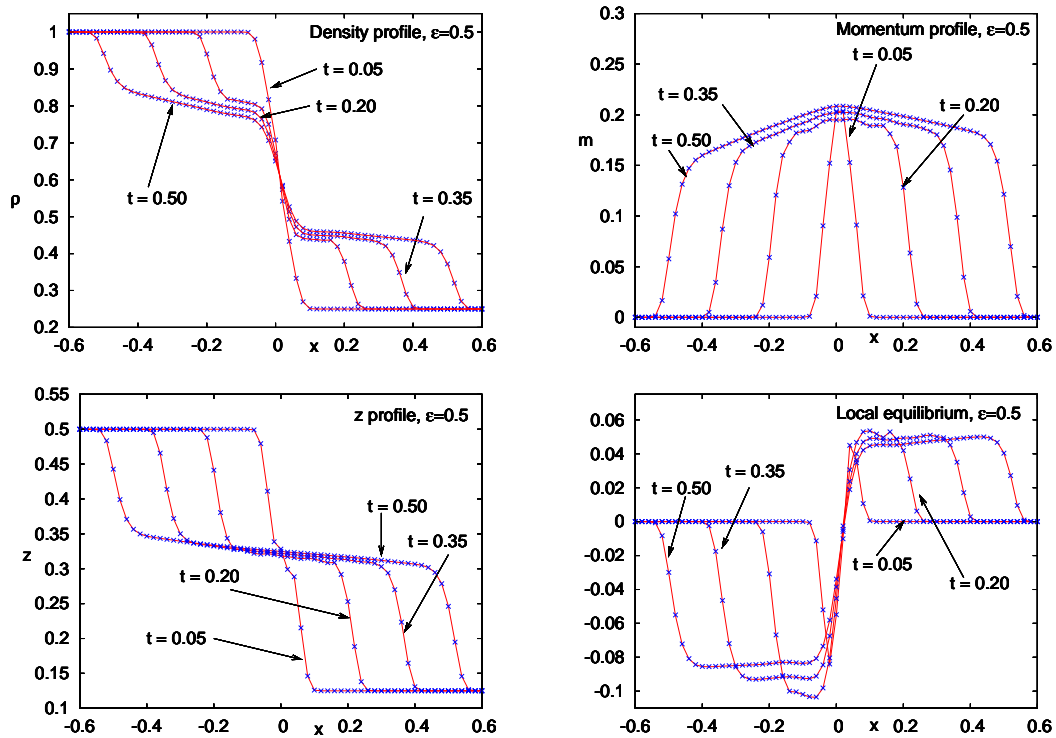 Density profile, ε=0.5
t = 0.05
t = 0.20
t = 0.50
t = 0.35
ρ
1
0.9
0.8
0.7
0.6
0.5
0.4
0.3
0.2
-0.6
-0.4
-0.2
0
x
0.2
0.4
0.6
Momentum profile, ε=0.5
t = 0.05
t = 0.35
t = 0.20
t = 0.50
m
0.3
0.25
0.2
0.15
0.1
0.05
0
-0.6
-0.4
-0.2
0
x
0.2
0.4
0.6
z profile, ε=0.5
t = 0.50
t = 0.35
t = 0.20
t = 0.05
z
0.55
0.5
0.45
0.4
0.35
0.3
0.25
0.2
0.15
0.1
-0.6
-0.4
-0.2
0
x
0.2
0.4
0.6
Local equilibrium, ε=0.5
t = 0.50
t = 0.35
t = 0.05
t = 0.20
0.06
0.04
0.02
0
-0.02
-0.04
-0.06
-0.08
-0.1
-0.6
-0.4
-0.2
0
x
0.2
0.4
0.6